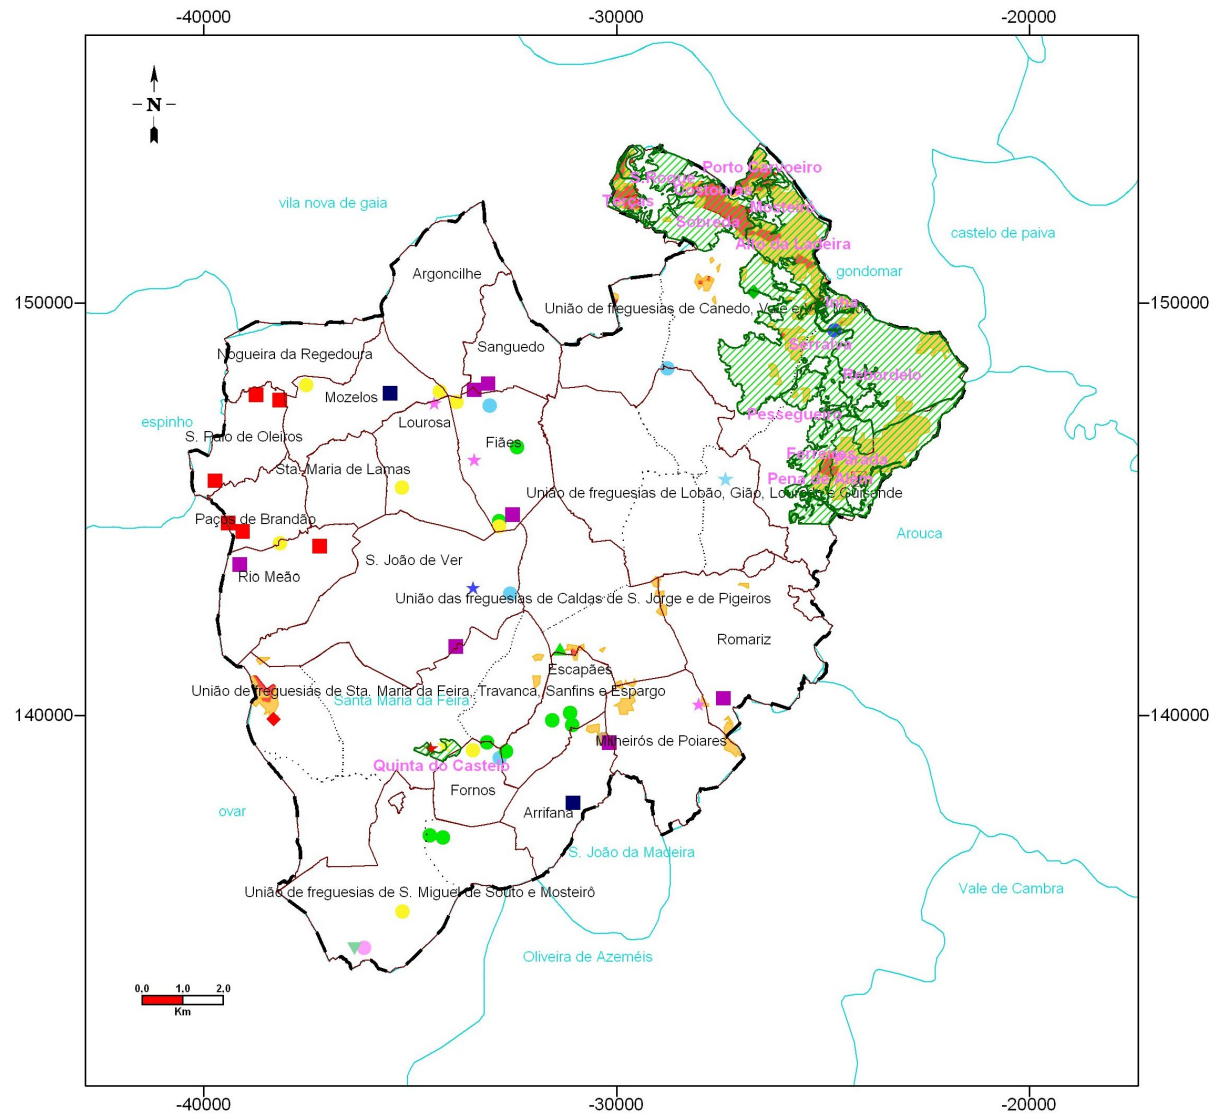 -40000
-30000
-20000
N
Porto Carvoeiro
S.Roque
Tercas
Sobreda
Mosteirô
vila nova de gaia
castelo de paiva
Alto da Ladeira
Argoncilhe
gondomar
150000
150000
Inha
União de freguesias de Canedo, Vale e
Serralva
Sanguedo
Nogueira da Regedoura
Rebordelo
Mozelos
Pessegueiro
espinho
Lourosa
S. Paio de Oleiros
Fiães
Sta. Maria de Lamas
Pena de
União de freguesias de Lobão, Gião, Louredo e Guisande
Paços de Brandão
Arouca
S. João de Ver
Rio Meão
União das freguesias de Caldas de S. Jorge e de Pigeiros
Romariz
Escapães
União de freguesias de Sta. Maria da Feira, Travanca, Sanfins e Espargo
Santa Maria da Feira
140000
140000
Milheirós de Poiares
Quinta do Castelo
Fornos
ovar
Arrifana
S. João da Madeira
União de freguesias de S. Miguel de Souto e Mosteirô
Vale de Cambra
Oliveira de Azeméis
0,0 1,0 2,0
Km
-40000
-30000
-20000